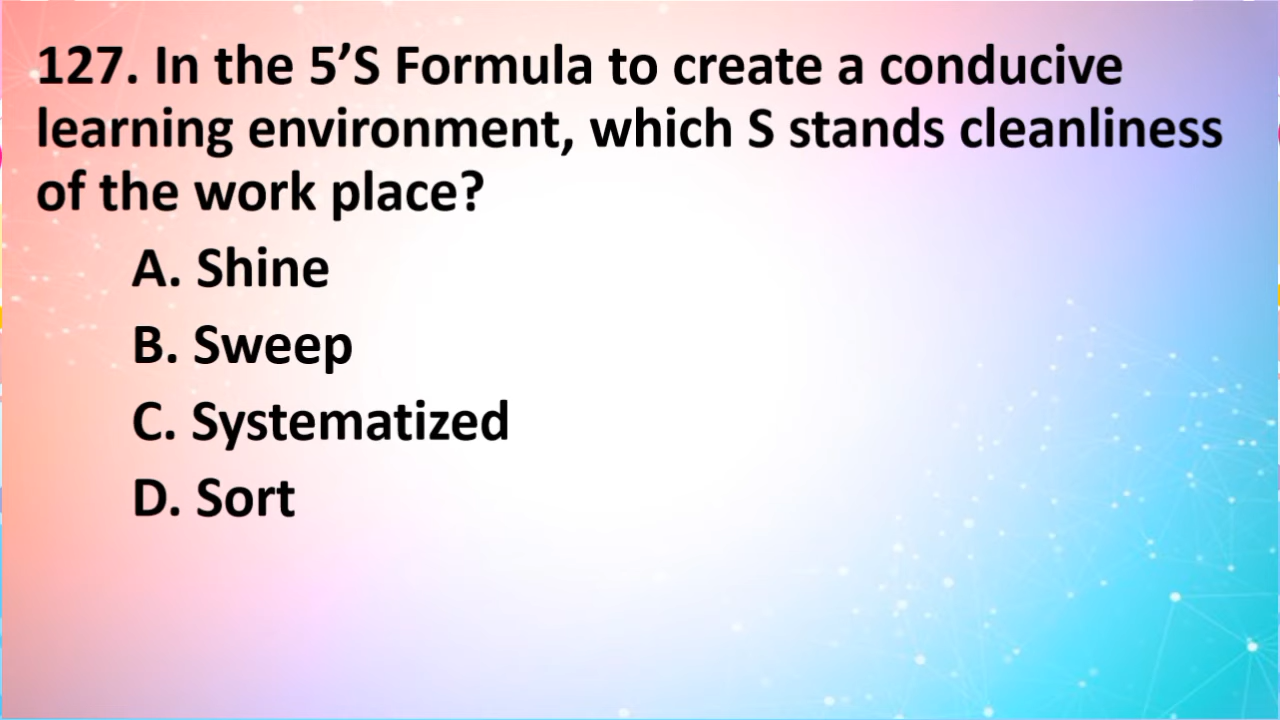 127. In the 5’S Formula to create a conducive
learning environment, which S stands cleanliness
of the work place?
A. Shine
B. Sweep
C. Systematized
D. Sort